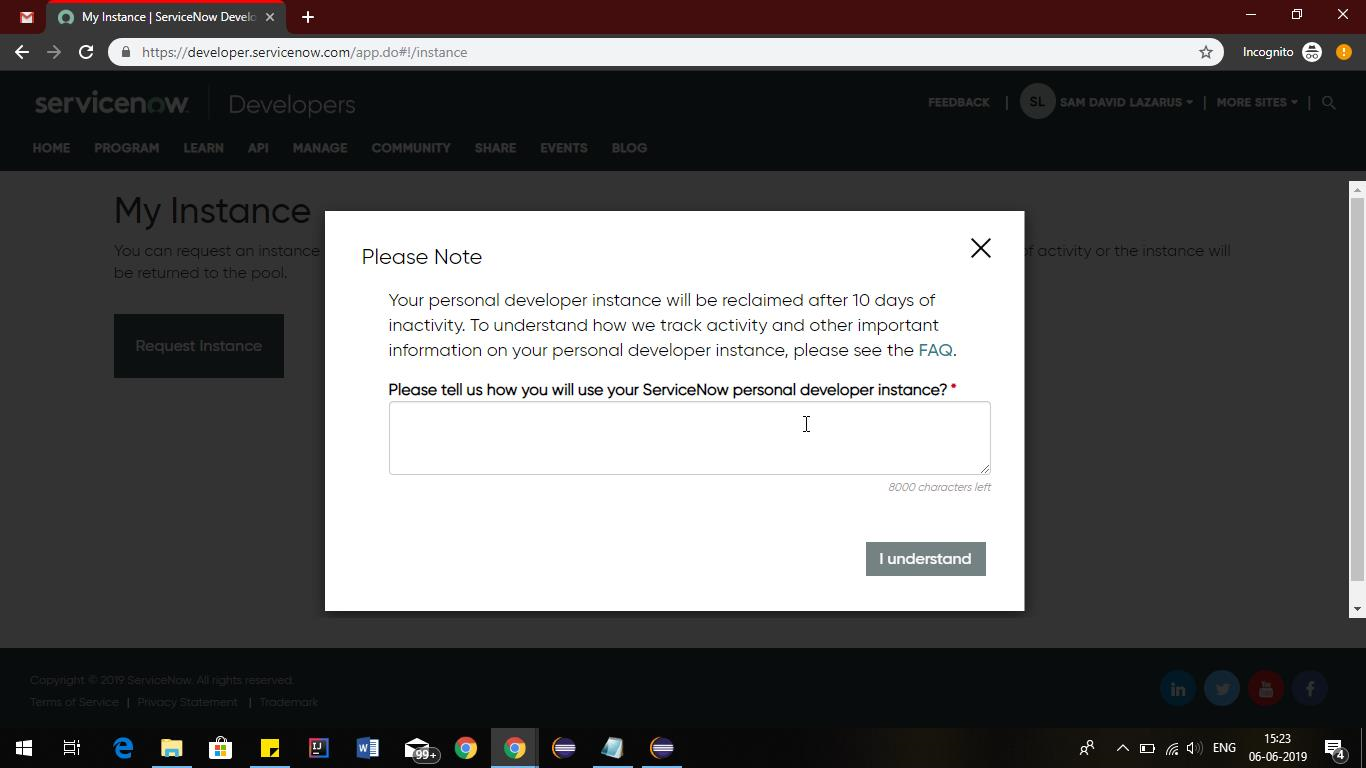 My Instance | ServiceNow Develo
https://developer.servicenow.com/app.do#!/instance
Incognito
servicenow
Developers
FEEDBACK | SL SAM DAVID LAZARUS | MORE SITES |
HOME PROGRAM LEARN API MANAGE COMMUNITY SHARE EVENTS BLOG
My Instance
You can request an instance
of activity or the instance will
be returned to the pool.
Request Instance
Please Note
Your personal developer instance will be reclaimed after 10 days of
inactivity. To understand how we track activity and other important
information on your personal developer instance, please see the FAQ.
Please tell us how you will use your ServiceNow personal developer instance? *
8000 characters left
I understand
Copyright © 2019 ServiceNow. All rights reserved.
Terms of Service | Privacy Statement | Trademark
99+
ENG
15:23
06-06-2019
4